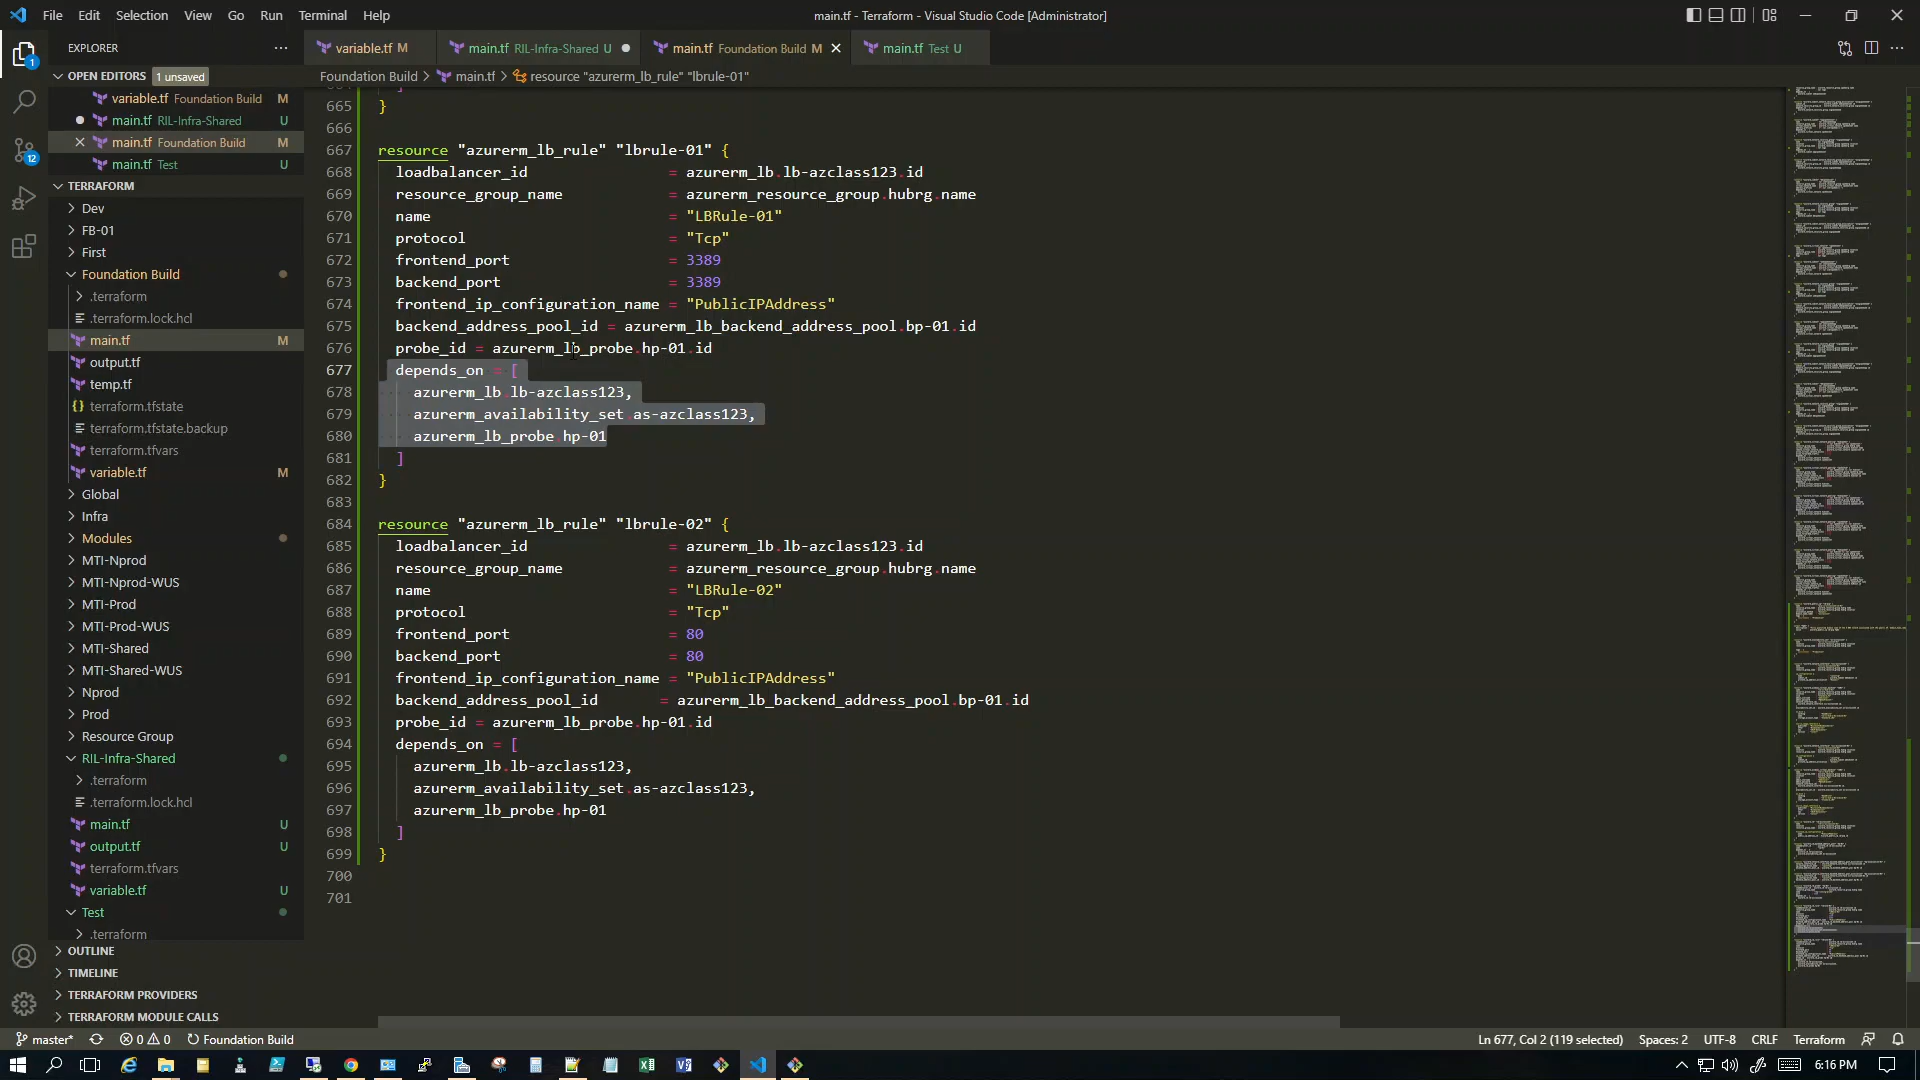 File Edit Selection View Go Run Terminal Help
main.tf - Terraform - Visual Studio Code [Administrator]
EXPLORER
OPEN EDITORS 1 unsaved
variable.tf Foundation Build M
main.tf RIL-Infra-Shared U
main.tf Foundation Build M
main.tf Test U
TERRAFORM
Dev
FB-01
First
Foundation Build
.terraform
.terraform.lock.hcl
main.tf M
output.tf
temp.tf
terraform.tfstate
terraform.tfstate.backup
terraform.tfvars
variable.tf M
Global
Infra
Modules
MTI-Nprod
MTI-Nprod-WUS
MTI-Prod
MTI-Prod-WUS
MTI-Shared
MTI-Shared-WUS
Nprod
Prod
Resource Group
RIL-Infra-Shared
.terraform
.terraform.lock.hcl
main.tf U
output.tf U
terraform.tfvars
variable.tf U
Test
.terraform
OUTLINE
TIMELINE
TERRAFORM PROVIDERS
TERRAFORM MODULE CALLS
variable.tf M
main.tf RIL-Infra-Shared U
main.tf Foundation Build M
main.tf Test U
Foundation Build > main.tf > resource "azurerm_lb_rule" "lbrule-01"
665 }
666
667 resource "azurerm_lb_rule" "lbrule-01" {
668 loadbalancer_id = azurerm_lb.lb-azclass123.id
669 resource_group_name = azurerm_resource_group.hubrg.name
670 name = "LBRule-01"
671 protocol = "Tcp"
672 frontend_port = 3389
673 backend_port = 3389
674 frontend_ip_configuration_name = "PublicIPAddress"
675 backend_address_pool_id = azurerm_lb_backend_address_pool.bp-01.id
676 probe_id = azurerm_lb_probe.hp-01.id
677 depends_on = [
678 azurerm_lb.lb-azclass123,
679 azurerm_availability_set.as-azclass123,
680 azurerm_lb_probe.hp-01
681 ]
682 }
683
684 resource "azurerm_lb_rule" "lbrule-02" {
685 loadbalancer_id = azurerm_lb.lb-azclass123.id
686 resource_group_name = azurerm_resource_group.hubrg.name
687 name = "LBRule-02"
688 protocol = "Tcp"
689 frontend_port = 80
690 backend_port = 80
691 frontend_ip_configuration_name = "PublicIPAddress"
692 backend_address_pool_id = azurerm_lb_backend_address_pool.bp-01.id
693 probe_id = azurerm_lb_probe.hp-01.id
694 depends_on = [
695 azurerm_lb.lb-azclass123,
696 azurerm_availability_set.as-azclass123,
697 azurerm_lb_probe.hp-01
698 ]
699 }
700
701
master* 0 0 Foundation Build
Ln 677, Col 2 (119 selected) Spaces: 2 UTF-8 CRLF Terraform
6:16 PM